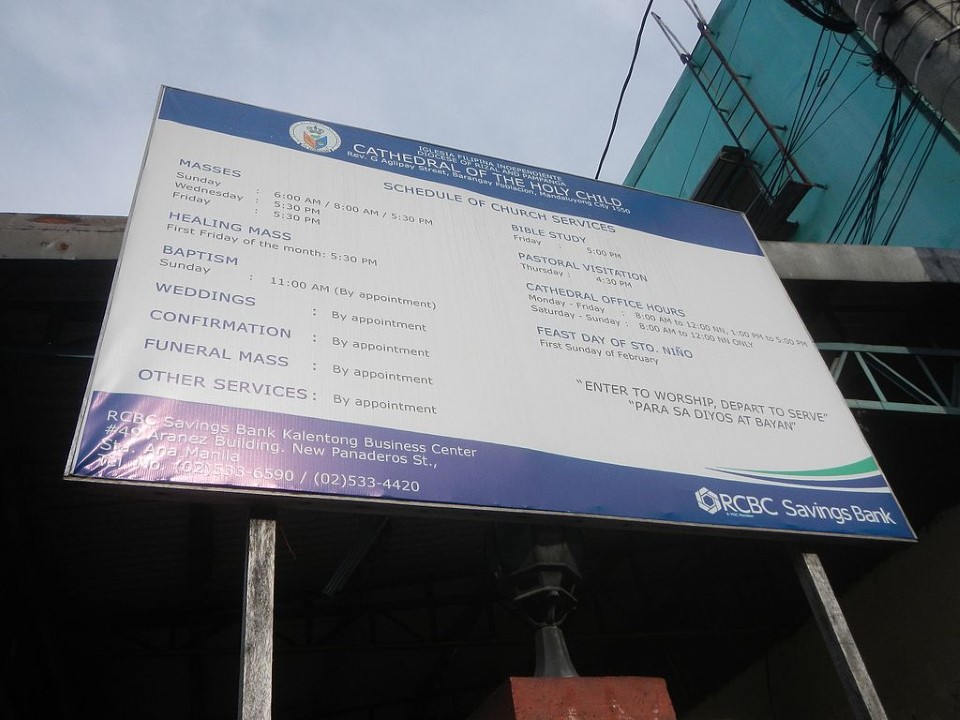 IGLESIA FILIPINA INDEPENDIENTE
DIOCESE OF RIZAL AND PAMPANGA
CATHEDRAL OF THE HOLY CHILD
Rev. G Aglipay Street, Barangay Poblacion, Mandaluyong City 1550
SCHEDULE OF CHURCH SERVICES
MASSES
Sunday : 6:00 AM / 8:00 AM / 5:30 PM
Wednesday : 5:30 PM
Friday : 5:30 PM
HEALING MASS
First Friday of the month: 5:30 PM
BAPTISM
Sunday : 11:00 AM (By appointment)
WEDDINGS : By appointment
CONFIRMATION : By appointment
FUNERAL MASS : By appointment
OTHER SERVICES : By appointment
BIBLE STUDY
Friday : 5:00 PM
PASTORAL VISITATION
Thursday : 4:30 PM
CATHEDRAL OFFICE HOURS
Monday - Friday : 8:00 AM to 12:00 NN, 1:00 PM to 5:00 PM
Saturday - Sunday : 8:00 AM to 12:00 NN ONLY
FEAST DAY OF STO. NIÑO
First Sunday of February
“ENTER TO WORSHIP, DEPART TO SERVE”
“PARA SA DIYOS AT BAYAN”
RCBC Savings Bank Kalentong Business Center
#49 Aranez Building. New Panaderos St.,
Sta. Ana Manila
Tel No. (02)533-6590 / (02)533-4420
RCBC Savings Bank